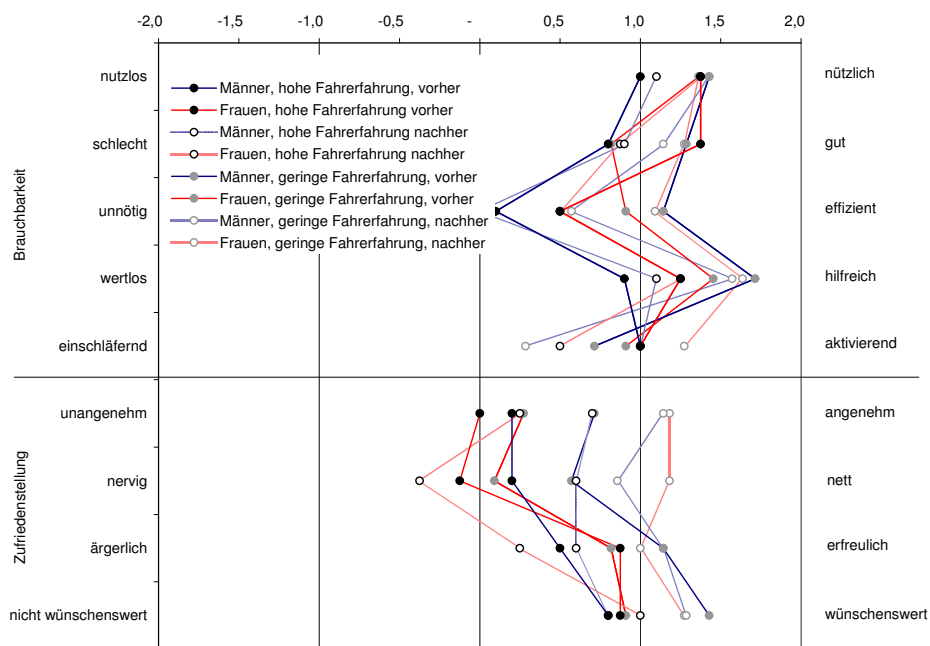 -2,0 -1,5 -1,0 -0,5 - 0,5 1,0 1,5 2,0
nutzlos nützlich
Männer, hohe Fahrerfahrung, vorher
Frauen, hohe Fahrerfahrung vorher
Männer, hohe Fahrerfahrung nachher
schlecht gut
Frauen, hohe Fahrerfahrung nachher
Männer, geringe Fahrerfahrung, vorher
Frauen, geringe Fahrerfahrung, vorher
unnötig effizient
Männer, geringe Fahrerfahrung, nachher
Frauen, geringe Fahrerfahrung, nachher
Brauchbarkeit
wertlos hilfreich
einschläfernd aktivierend
unangenehm angenehm
nervig nett
Zufriedenstellung
ärgerlich erfreulich
nicht wünschenswert wünschenswert